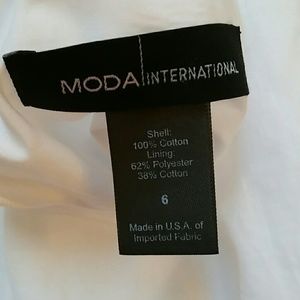 MODA INTERNATIONAL
Shell:
100% Cotton
Lining:
62% Polyester
38% Cotton
6
Made in U.S.A. of
Imported Fabric